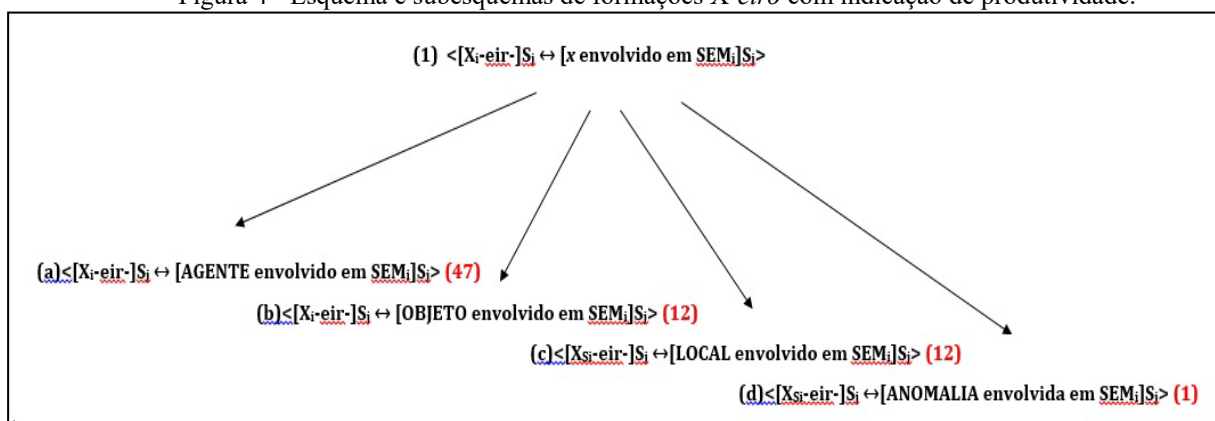 Figura 4 - Esquema e subesquemas de formações X-eiro com indicação de produtividade.
(1) <[Xi-eir-]Sj ↔ [x envolvido em SEMi]Sj>
(a)<[Xi-eir-]Sj ↔ [AGENTE envolvido em SEMi]Sj> (47)
(b)<[Xi-eir-]Sj ↔ [OBJETO envolvido em SEMi]Sj> (12)
(c)<[XSi-eir-]Sj ↔[LOCAL envolvido em SEMi]Sj> (12)
(d)<[XSi-eir-]Sj ↔[ANOMALIA envolvida em SEMi]Sj> (1)